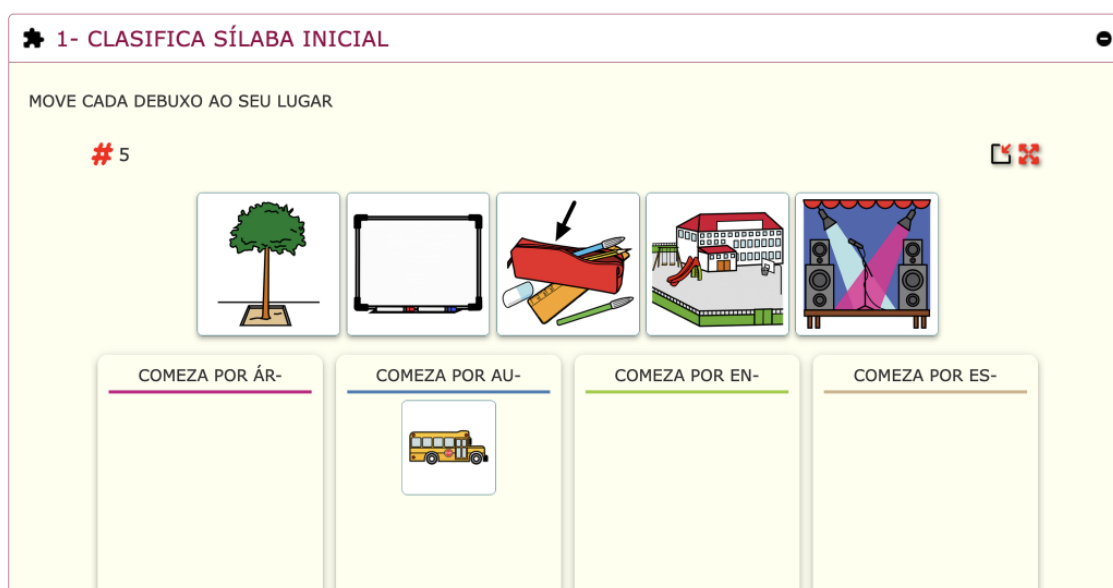 1- CLASIFICA SÍLABA INICIAL
MOVE CADA DEBUXO AO SEU LUGAR
# 5
COMEZA POR ÁR-
COMEZA POR AU-
COMEZA POR EN-
COMEZA POR ES-